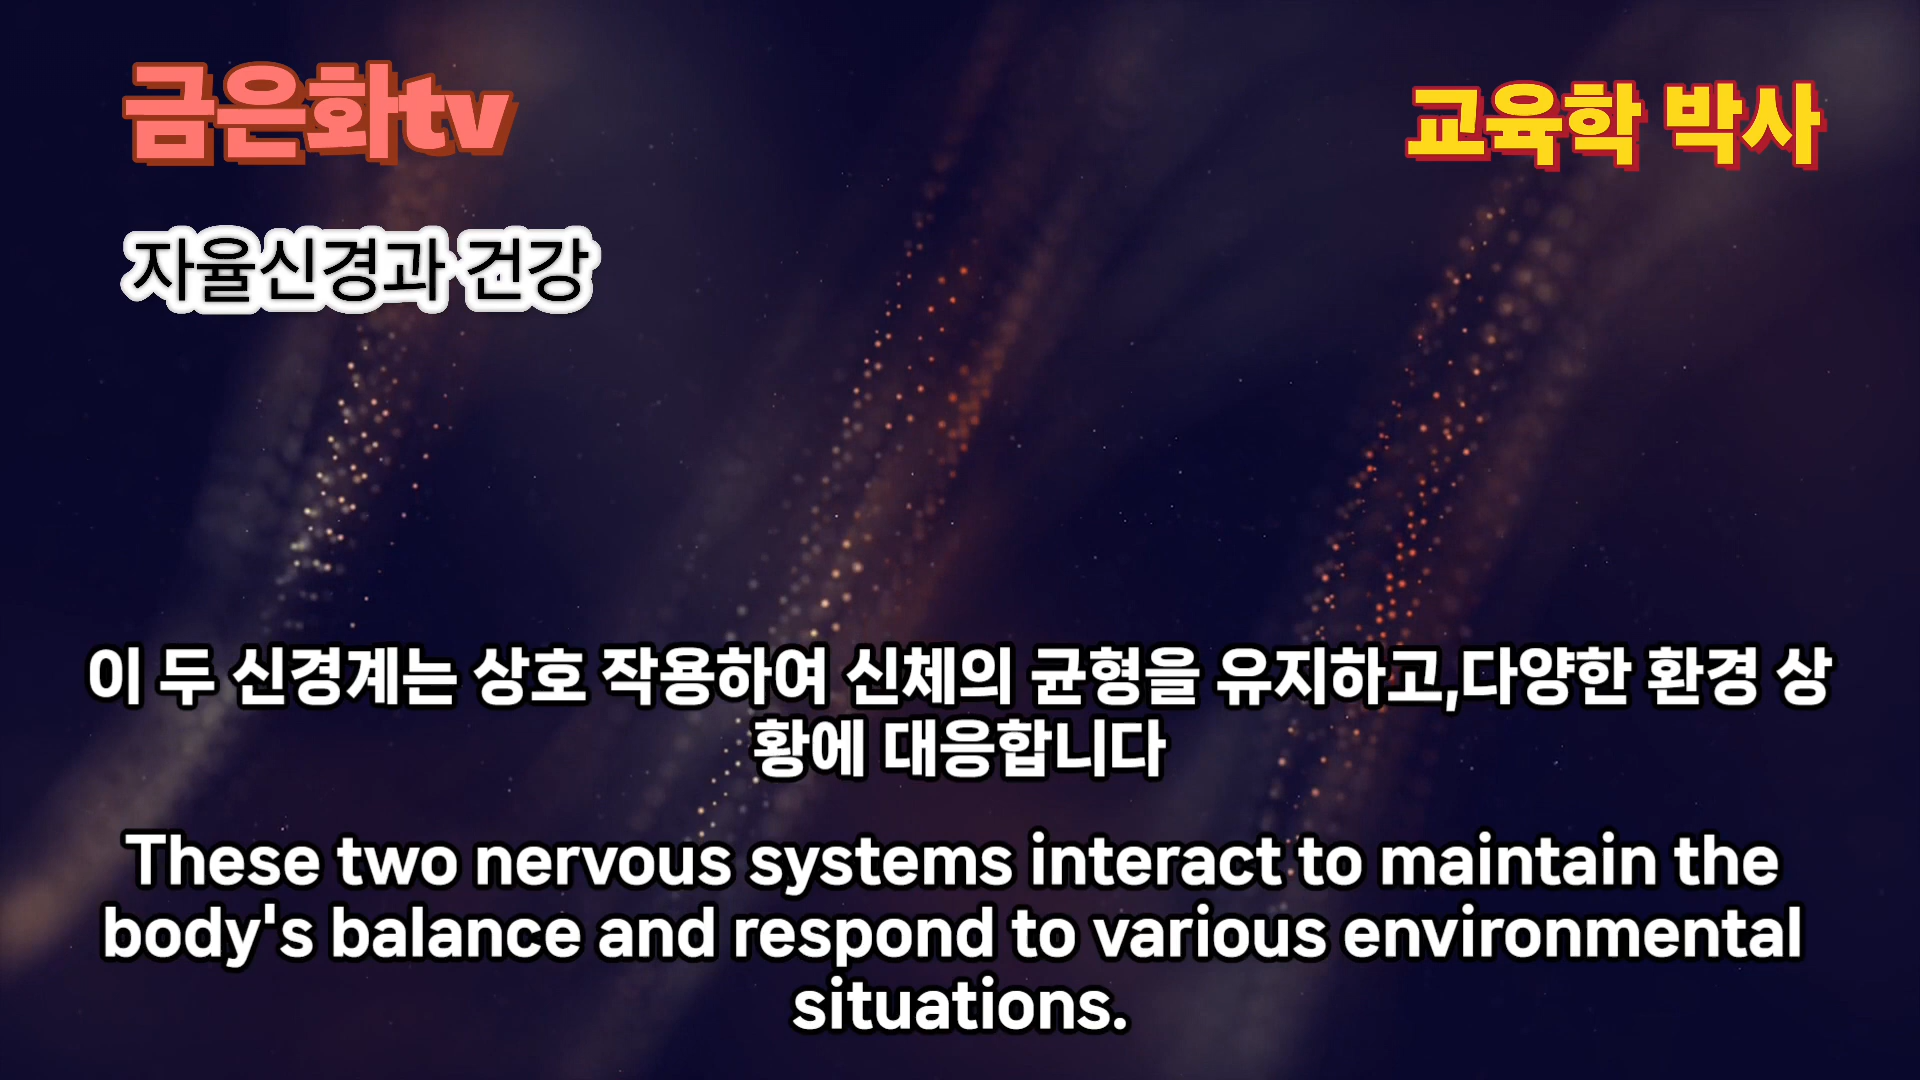 금은화tv
교육학 박사
자율신경과 건강
이 두 신경계는 상호 작용하여 신체의 균형을 유지하고,다양한 환경 상
황에 대응합니다
These two nervous systems interact to maintain the
body's balance and respond to various environmental
situations.